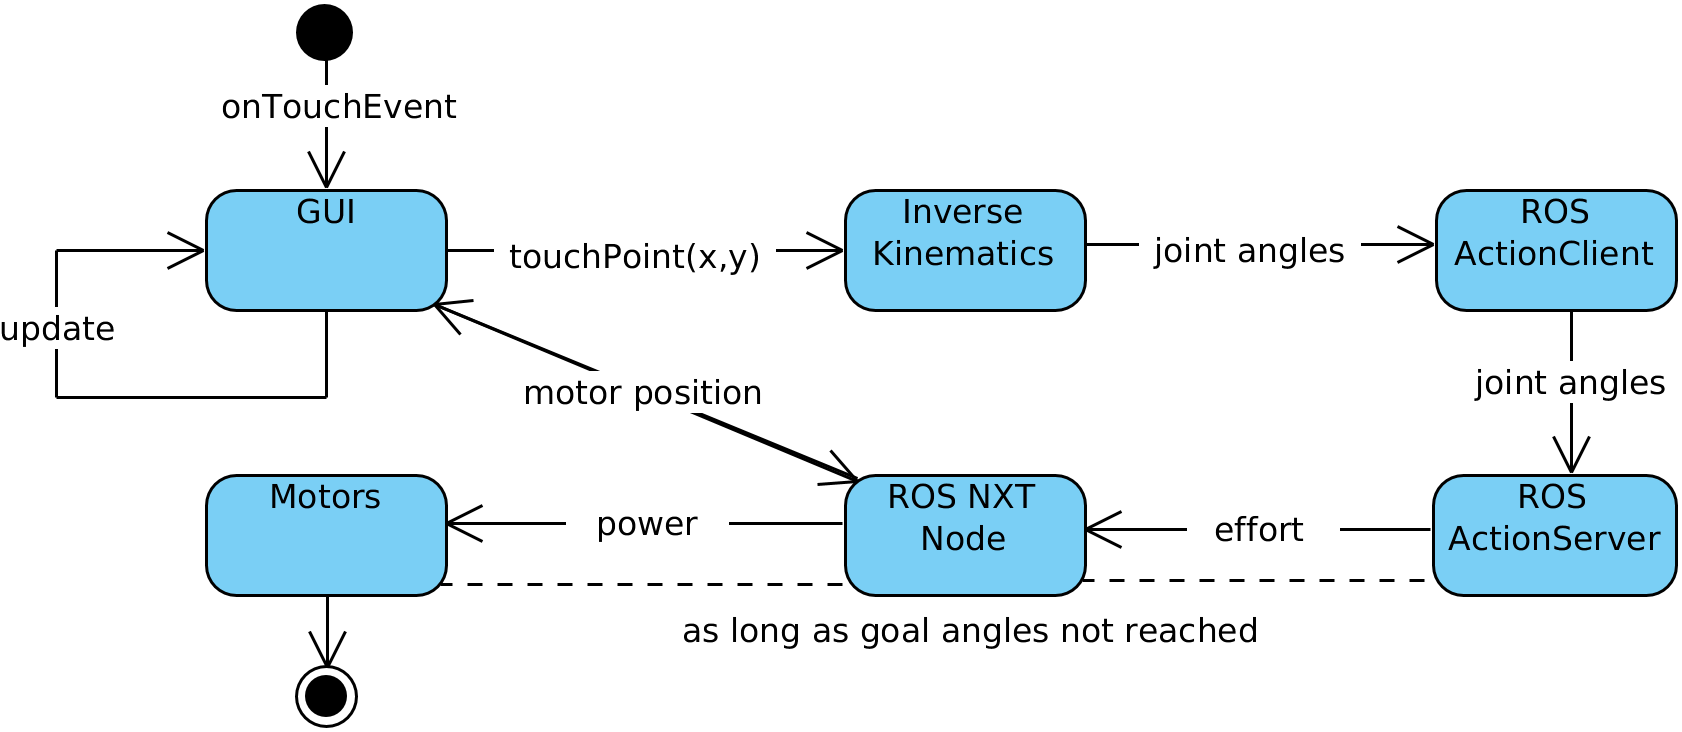 onTouchEvent
GUI
touchPoint(x,y)
Inverse
Kinematics
joint angles
ROS
ActionClient
update
motor position
joint angles
Motors
power
ROS NXT
Node
effort
ROS
ActionServer
as long as goal angles not reached